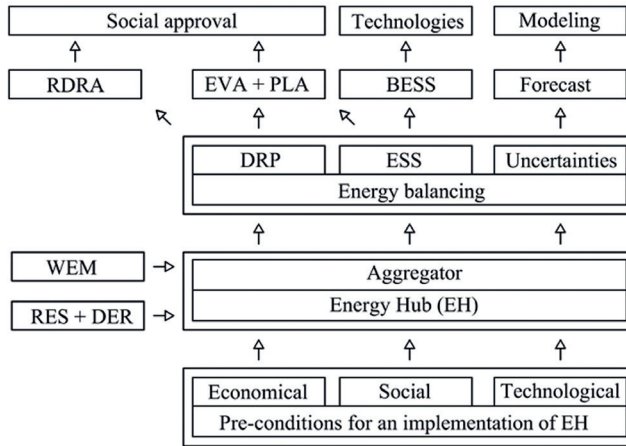 Social approval
Technologies
Modeling
RDRA
EVA + PLA
BESS
Forecast
DRP
ESS
Uncertainties
Energy balancing
WEM
Aggregator
RES + DER
Energy Hub (EH)
Economical
Social
Technological
Pre-conditions for an implementation of EH